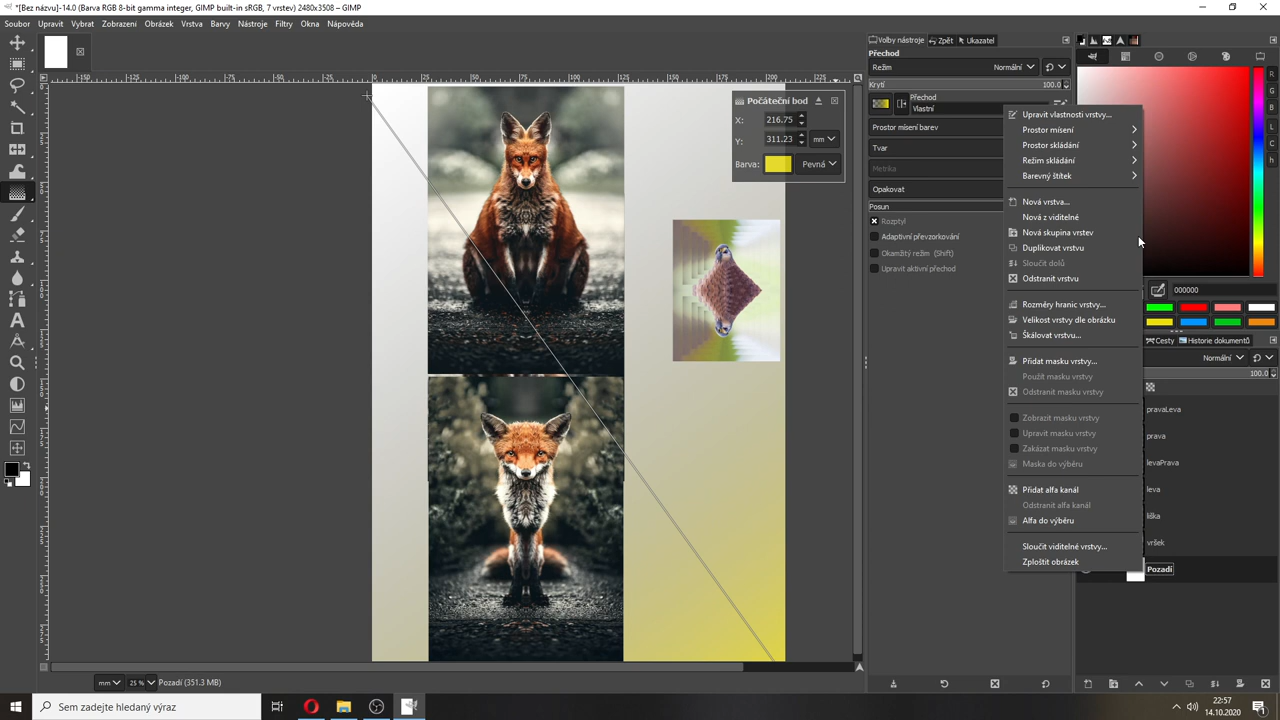 *[Bez názvu]-14.0 (Barva RGB 8-bit gamma integer, GIMP built-in sRGB, 7 vrstev) 2480x3508 – GIMP
Soubor Upravit Vybrat Zobrazení Obrázek Vrstva Barvy Nástroje Filtry Okna Nápověda
Volby nástroje Zpět Ukazatel
Přechod
Režim Normální
Krytí 100.0
Přechod
Vlastní
Prostor mísení barev
Tvar
Metrika
Opakovat
Posun
Rozptyl
Adaptivní převzorkování
Okamžitý režim (Shift)
Upravit aktivní přechod
Počáteční bod
X: 216.75
Y: 311.23 mm
Barva: Pevná
Upravit vlastnosti vrstvy...
Prostor mísení
Prostor skládání
Režim skládání
Barevný štítek
Nová vrstva...
Nová z viditelné
Nová skupina vrstev
Duplikovat vrstvu
Sloučit dolů
Odstranit vrstvu
Rozměry hranic vrstvy...
Velikost vrstvy dle obrázku
Škálovat vrstvu...
Přidat masku vrstvy...
Použít masku vrstvy
Odstranit masku vrstvy
Zobrazit masku vrstvy
Upravit masku vrstvy
Zakázat masku vrstvy
Maska do výběru
Přidat alfa kanál
Odstranit alfa kanál
Alfa do výběru
Sloučit viditelné vrstvy...
Zploštit obrázek
R
G
B
L
C
h
000000
Cesty Historie dokumentů
Normální
100.0
pravaLeva
prava
levaPrava
leva
liška
vršek
Pozadí
mm 25 % Pozadí (351.3 MB)
Sem zadejte hledaný výraz
22:57
14.10.2020